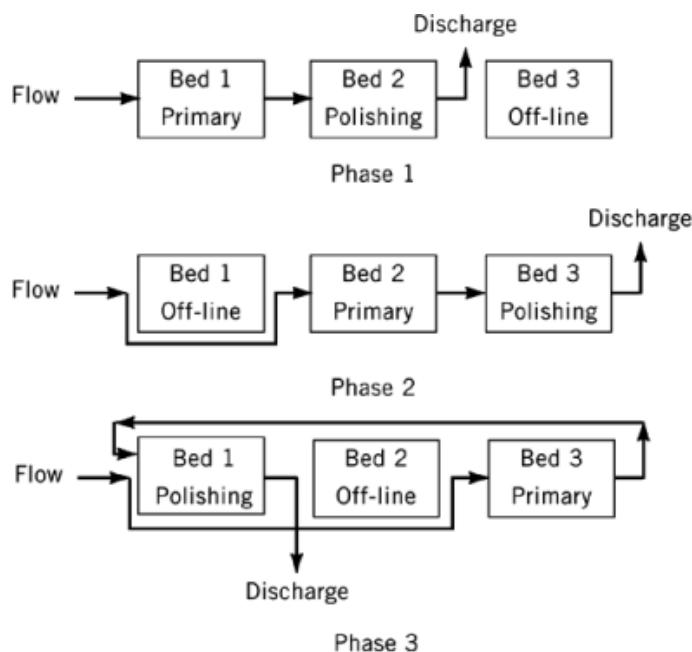 Discharge
Flow
Bed 1
Primary
Bed 2
Polishing
Bed 3
Off-line
Phase 1
Discharge
Flow
Bed 1
Off-line
Bed 2
Primary
Bed 3
Polishing
Phase 2
Flow
Bed 1
Polishing
Bed 2
Off-line
Bed 3
Primary
Discharge
Phase 3